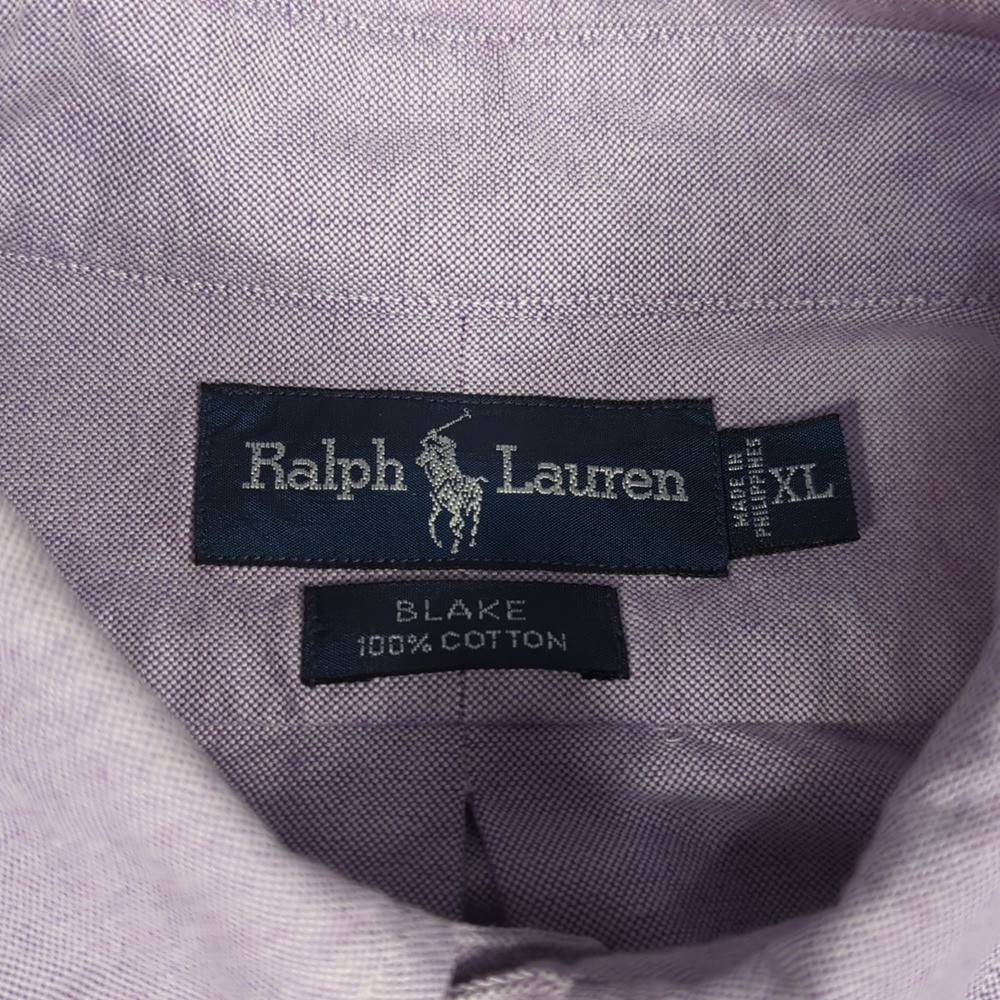 Ralph Lauren
MADE IN
PHILIPPINES
XL
BLAKE
100% COTTON